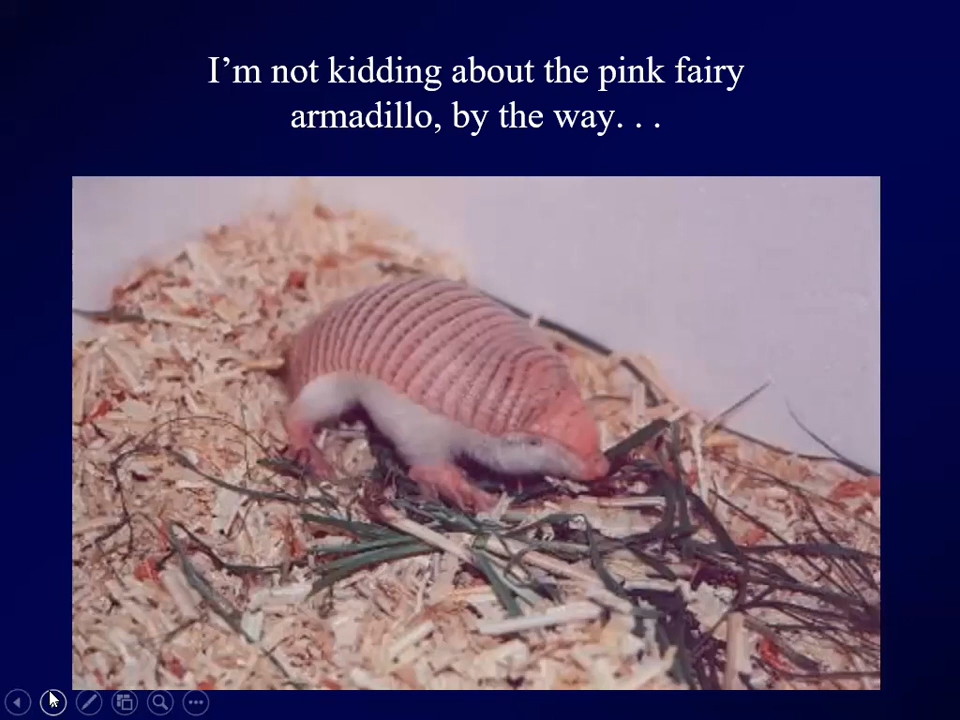 I’m not kidding about the pink fairy
armadillo, by the way. . .